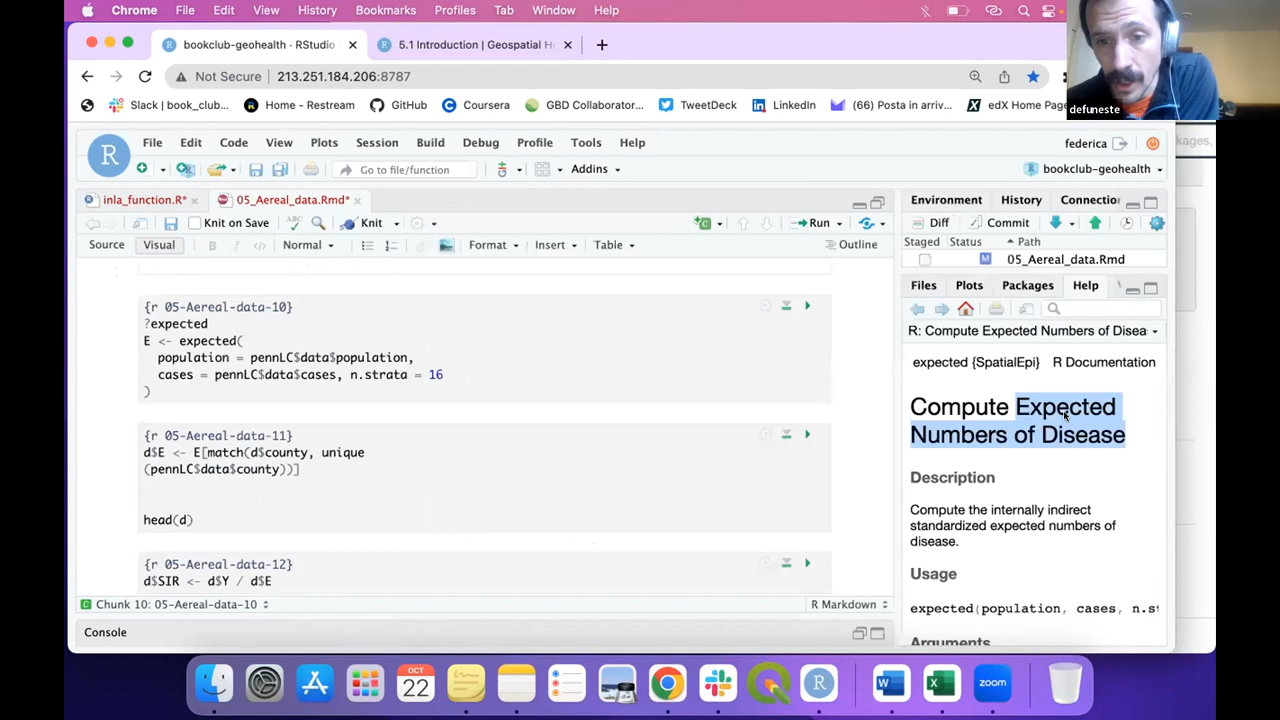 Chrome File Edit View History Bookmarks Profiles Tab Window Help
bookclub-geohealth · RStudio
5.1 Introduction | Geospatial H
Not Secure 213.251.184.206:8787
defuneste
Slack | book_club... Home - Restream GitHub Coursera GBD Collaborator... TweetDeck LinkedIn (66) Posta in arriv... edX Home Page
kages,
R File Edit Code View Plots Session Build Debug Profile Tools Help federica
Go to file/function Addins bookclub-geohealth
inla_function.R* 05_Aereal_data.Rmd* Environment History Connectio
Knit on Save Knit Run Diff Commit
Source Visual B I Normal Format Insert Table Outline Staged Status Path
M 05_Aereal_data.Rmd
Files Plots Packages Help
{r 05-Aereal-data-10}
?expected
E <- expected(
population = pennLC$data$population,
cases = pennLC$data$cases, n.strata = 16
)
{r 05-Aereal-data-11}
d$E <- E[match(d$county, unique
(pennLC$data$county))]
head(d)
{r 05-Aereal-data-12}
d$SIR <- d$Y / d$E
Chunk 10: 05-Aereal-data-10 R Markdown
Console
R: Compute Expected Numbers of Disea
expected {SpatialEpi} R Documentation
Compute Expected
Numbers of Disease
Description
Compute the internally indirect
standardized expected numbers of
disease.
Usage
expected(population, cases, n.st
Arguments
OCT
22
W X zoom